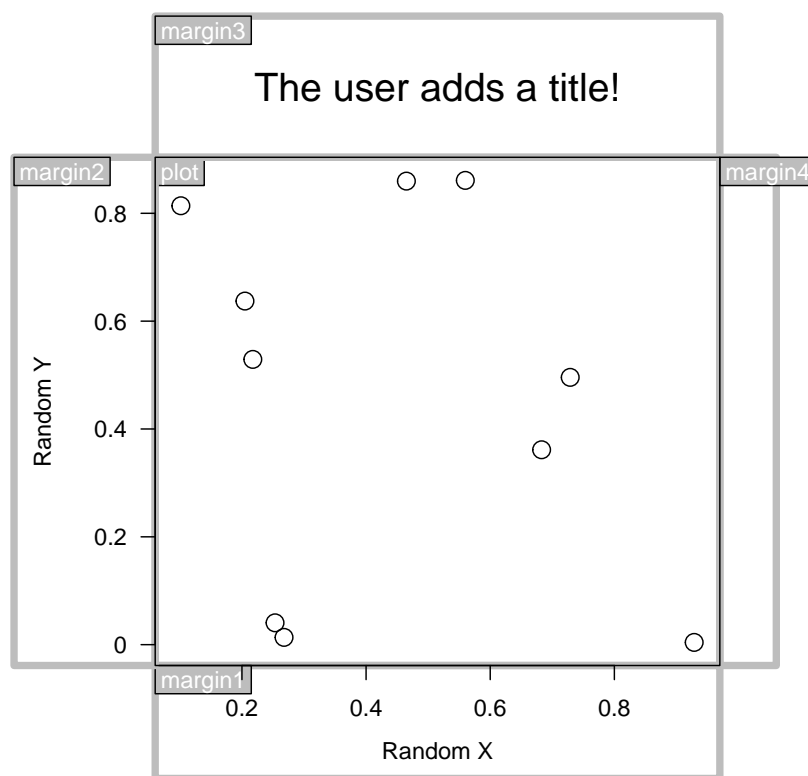 margin3
The user adds a title!
margin2
plot
margin4
0.8
0.6
0.4
0.2
0
Random Y
margin1
0.2
0.4
0.6
0.8
Random X